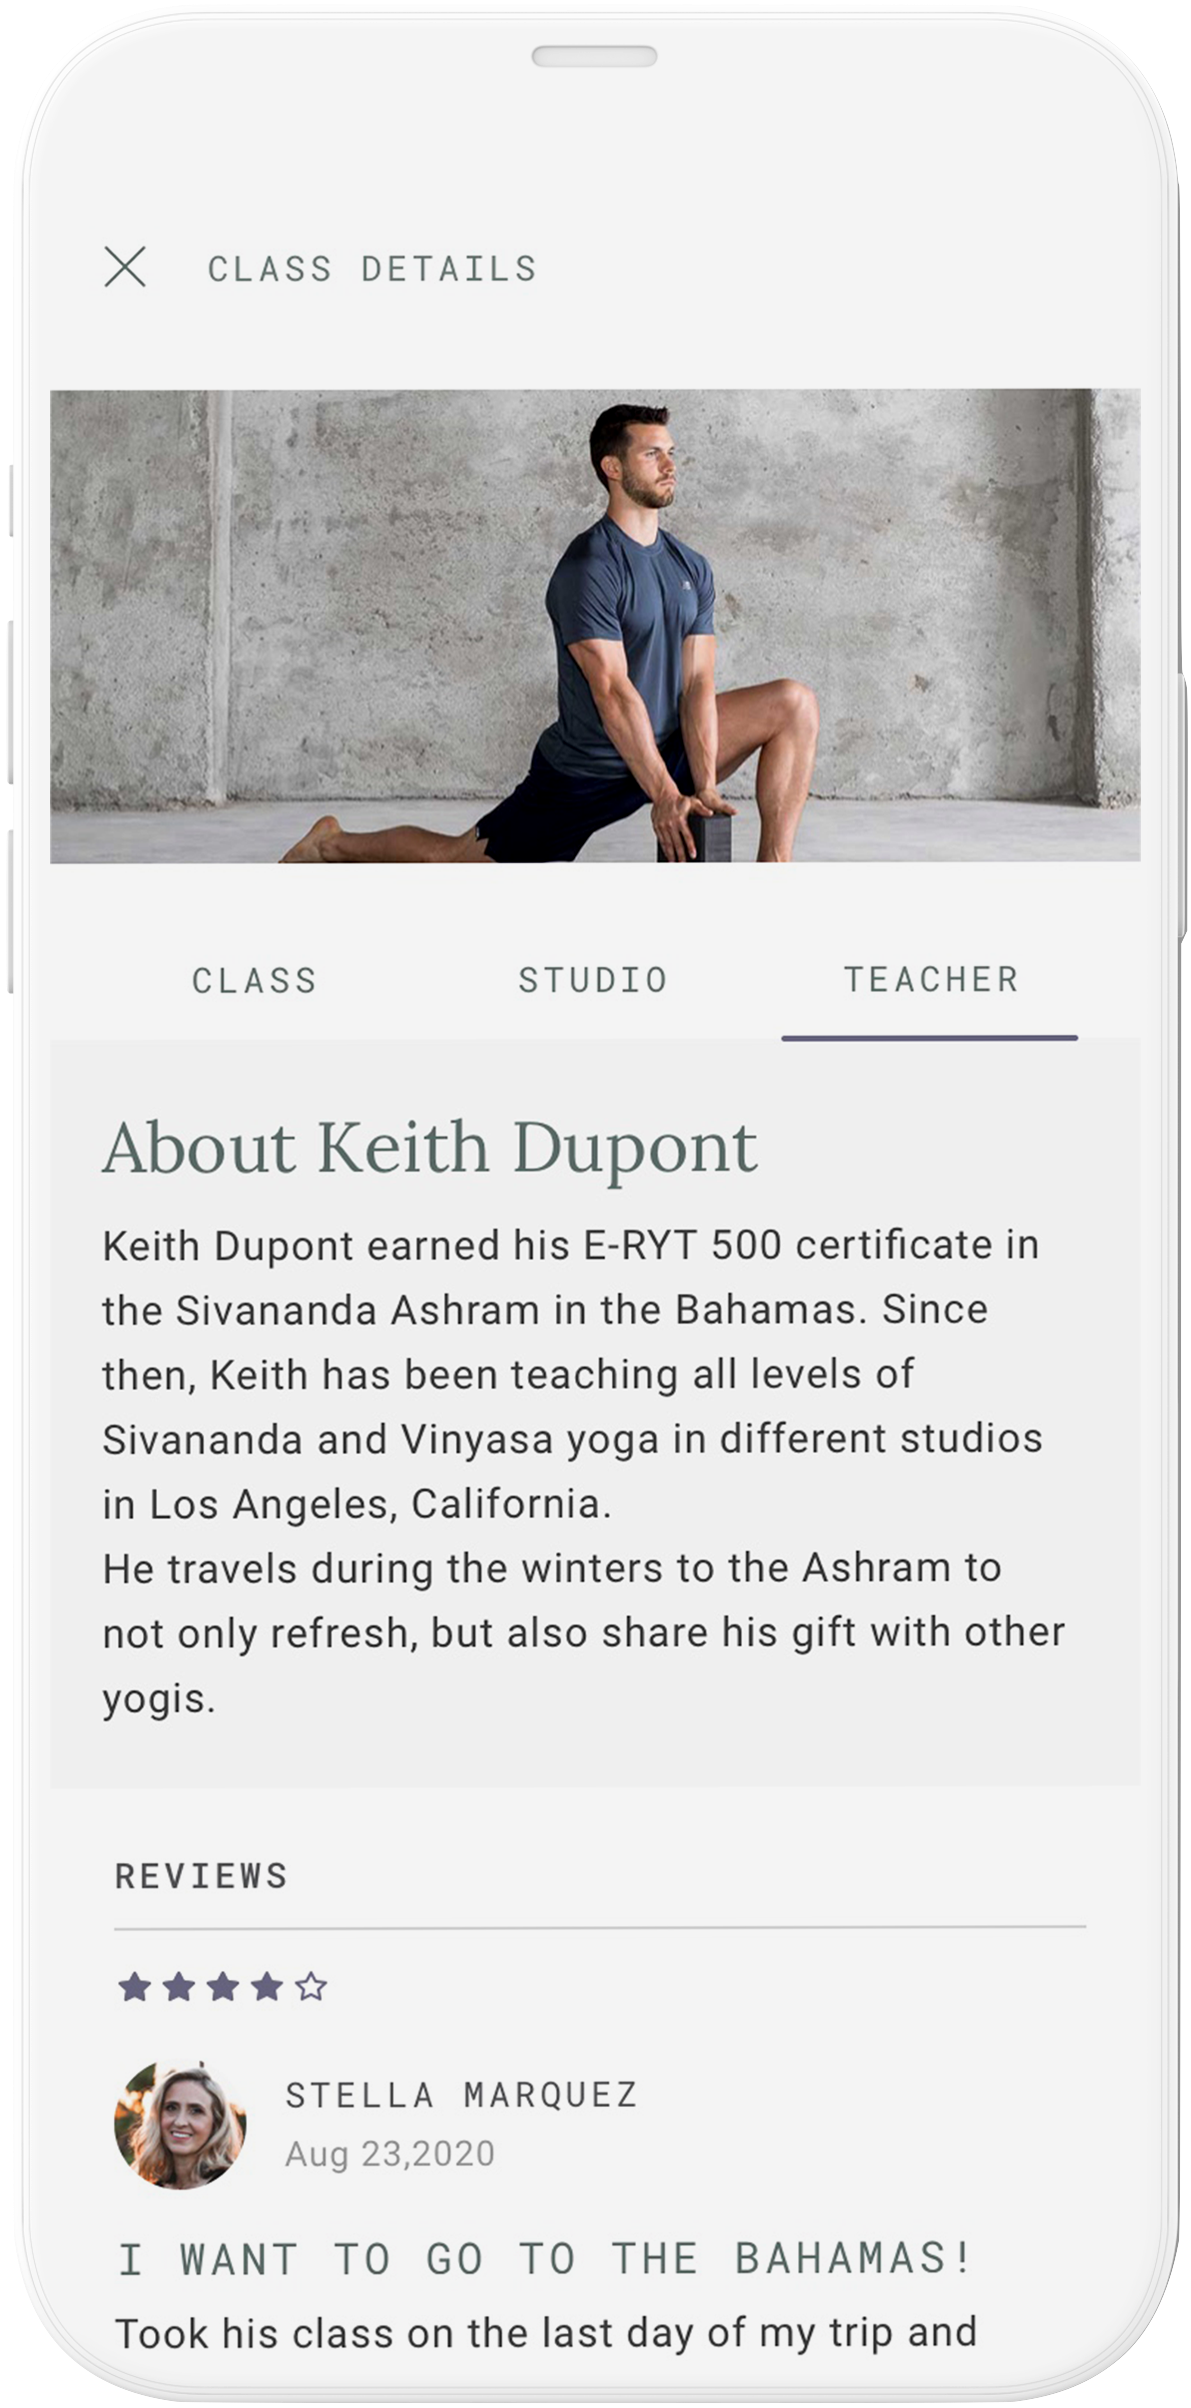 CLASS DETAILS
CLASS STUDIO TEACHER
About Keith Dupont
Keith Dupont earned his E-RYT 500 certificate in
the Sivananda Ashram in the Bahamas. Since
then, Keith has been teaching all levels of
Sivananda and Vinyasa yoga in different studios
in Los Angeles, California.
He travels during the winters to the Ashram to
not only refresh, but also share his gift with other
yogis.
REVIEWS
STELLA MARQUEZ
Aug 23,2020
I WANT TO GO TO THE BAHAMAS!
Took his class on the last day of my trip and